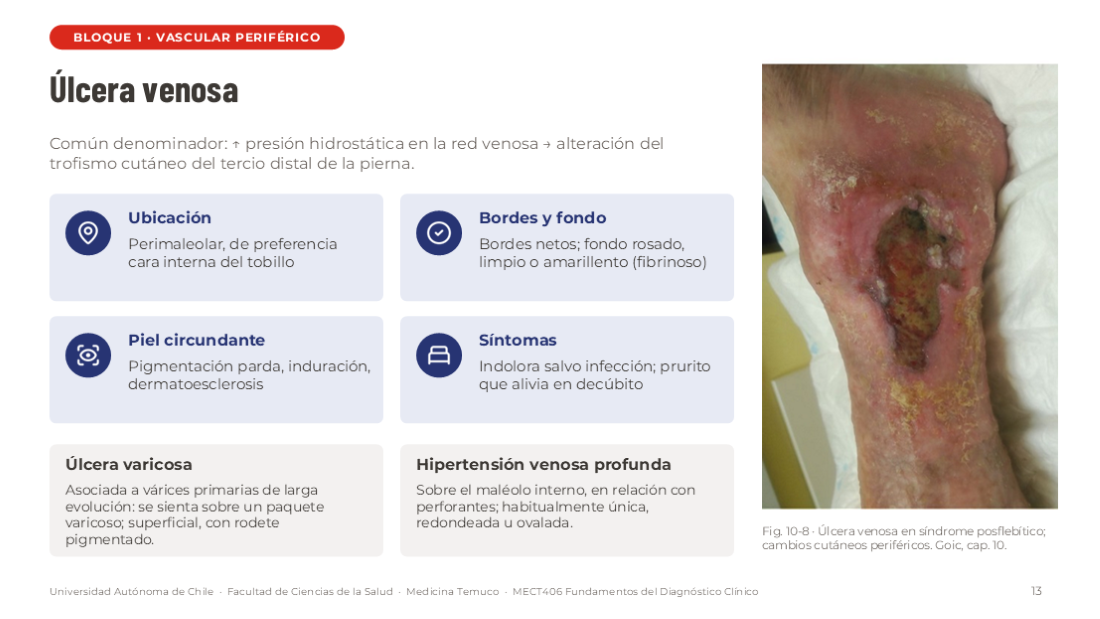 BLOQUE 1 · VASCULAR PERIFÉRICO
Úlcera venosa
Común denominador: ↑ presión hidrostática en la red venosa → alteración del
trofismo cutáneo del tercio distal de la pierna.
Ubicación
Perimaleolar, de preferencia
cara interna del tobillo
Bordes y fondo
Bordes netos; fondo rosado,
limpio o amarillento (fibrinoso)
Piel circundante
Pigmentación parda, induración,
dermatoesclerosis
Síntomas
Indolora salvo infección; prurito
que alivia en decúbito
Úlcera varicosa
Asociada a várices primarias de larga
evolución: se sienta sobre un paquete
varicoso; superficial, con rodete
pigmentado.
Hipertensión venosa profunda
Sobre el maléolo interno, en relación con
perforantes; habitualmente única,
redondeada u ovalada.
Fig. 10-8 · Úlcera venosa en síndrome posflebítico;
cambios cutáneos periféricos. Goic, cap. 10.
Universidad Autónoma de Chile · Facultad de Ciencias de la Salud · Medicina Temuco · MECT406 Fundamentos del Diagnóstico Clínico
13